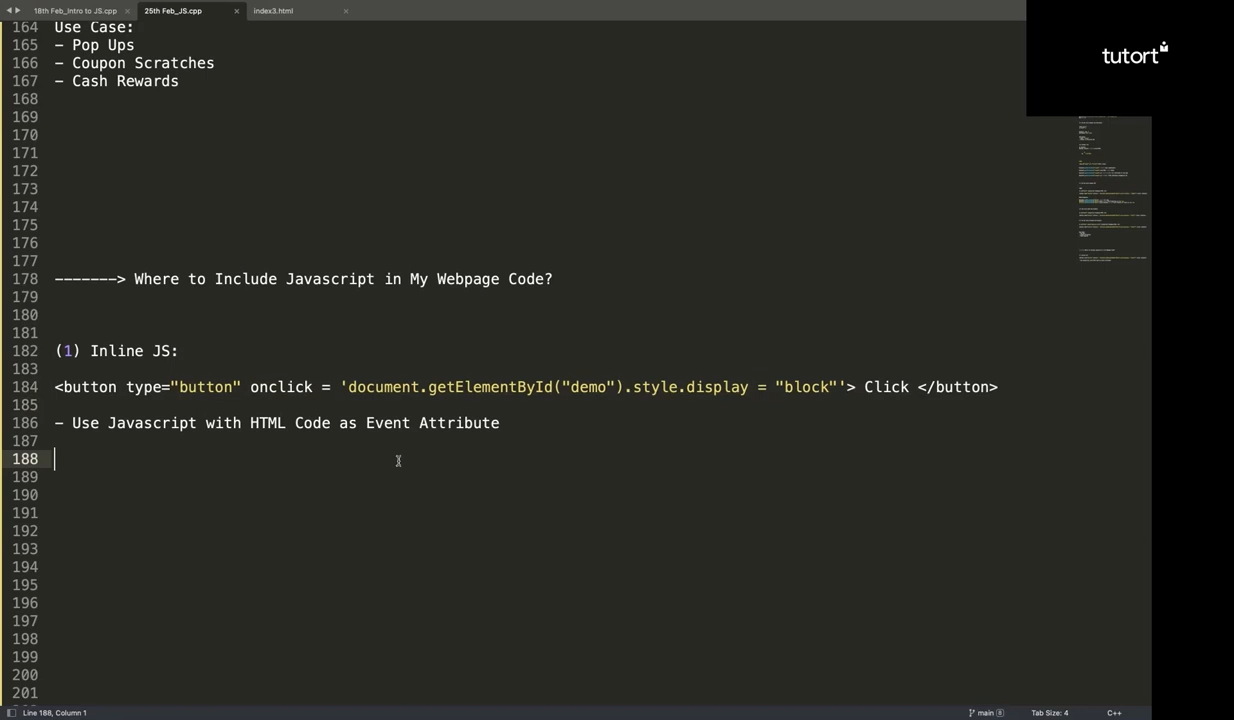 18th Feb_Intro to JS.cpp
25th Feb_JS.cpp
index3.html
tutort
164 Use Case:
165 - Pop Ups
166 - Coupon Scratches
167 - Cash Rewards
168
169
170
171
172
173
174
175
176
177
178 -------> Where to Include Javascript in My Webpage Code?
179
180
181
182 (1) Inline JS:
183
184 <button type="button" onclick = 'document.getElementById("demo").style.display = "block"'> Click </button>
185
186 - Use Javascript with HTML Code as Event Attribute
187
188
189
190
191
192
193
194
195
196
197
198
199
200
201
Line 188, Column 1
main 8
Tab Size: 4
C++